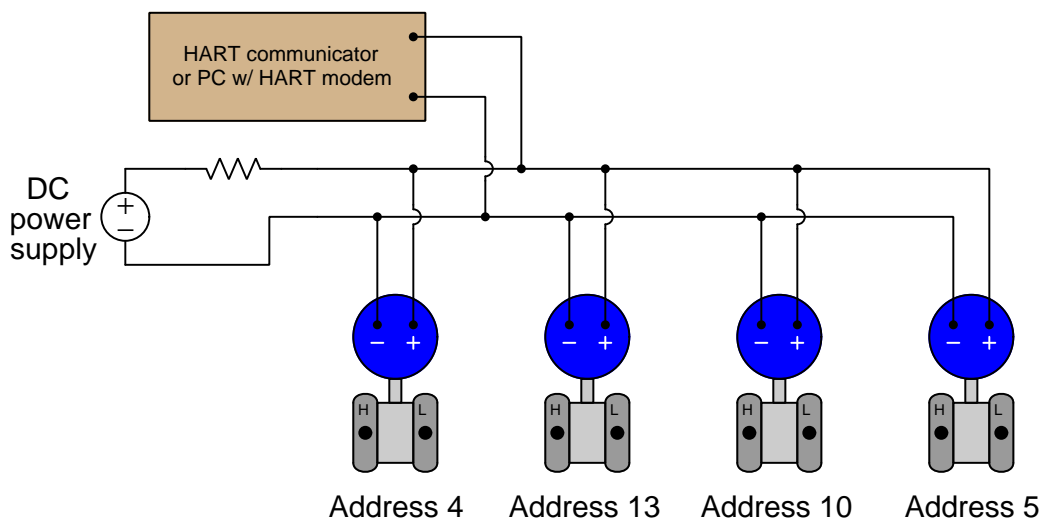 HART communicator
or PC w/ HART modem
DC
power
supply
+
−
− +
− +
− +
− +
H L
H L
H L
H L
Address 4
Address 13
Address 10
Address 5